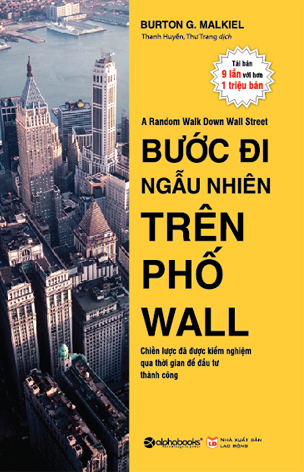 BURTON G. MALKIEL
Thanh Huyền, Thư Trang dịch
Tái bản
9 lần với hơn
1 triệu bản
A Random Walk Down Wall Street
BƯỚC ĐI
NGẪU NHIÊN
TRÊN
PHỐ
WALL
Chiến lược đã được kiểm nghiệm
qua thời gian để đầu tư
thành công
alphabooks
NHÀ XUẤT BẢN
LAO ĐỘNG